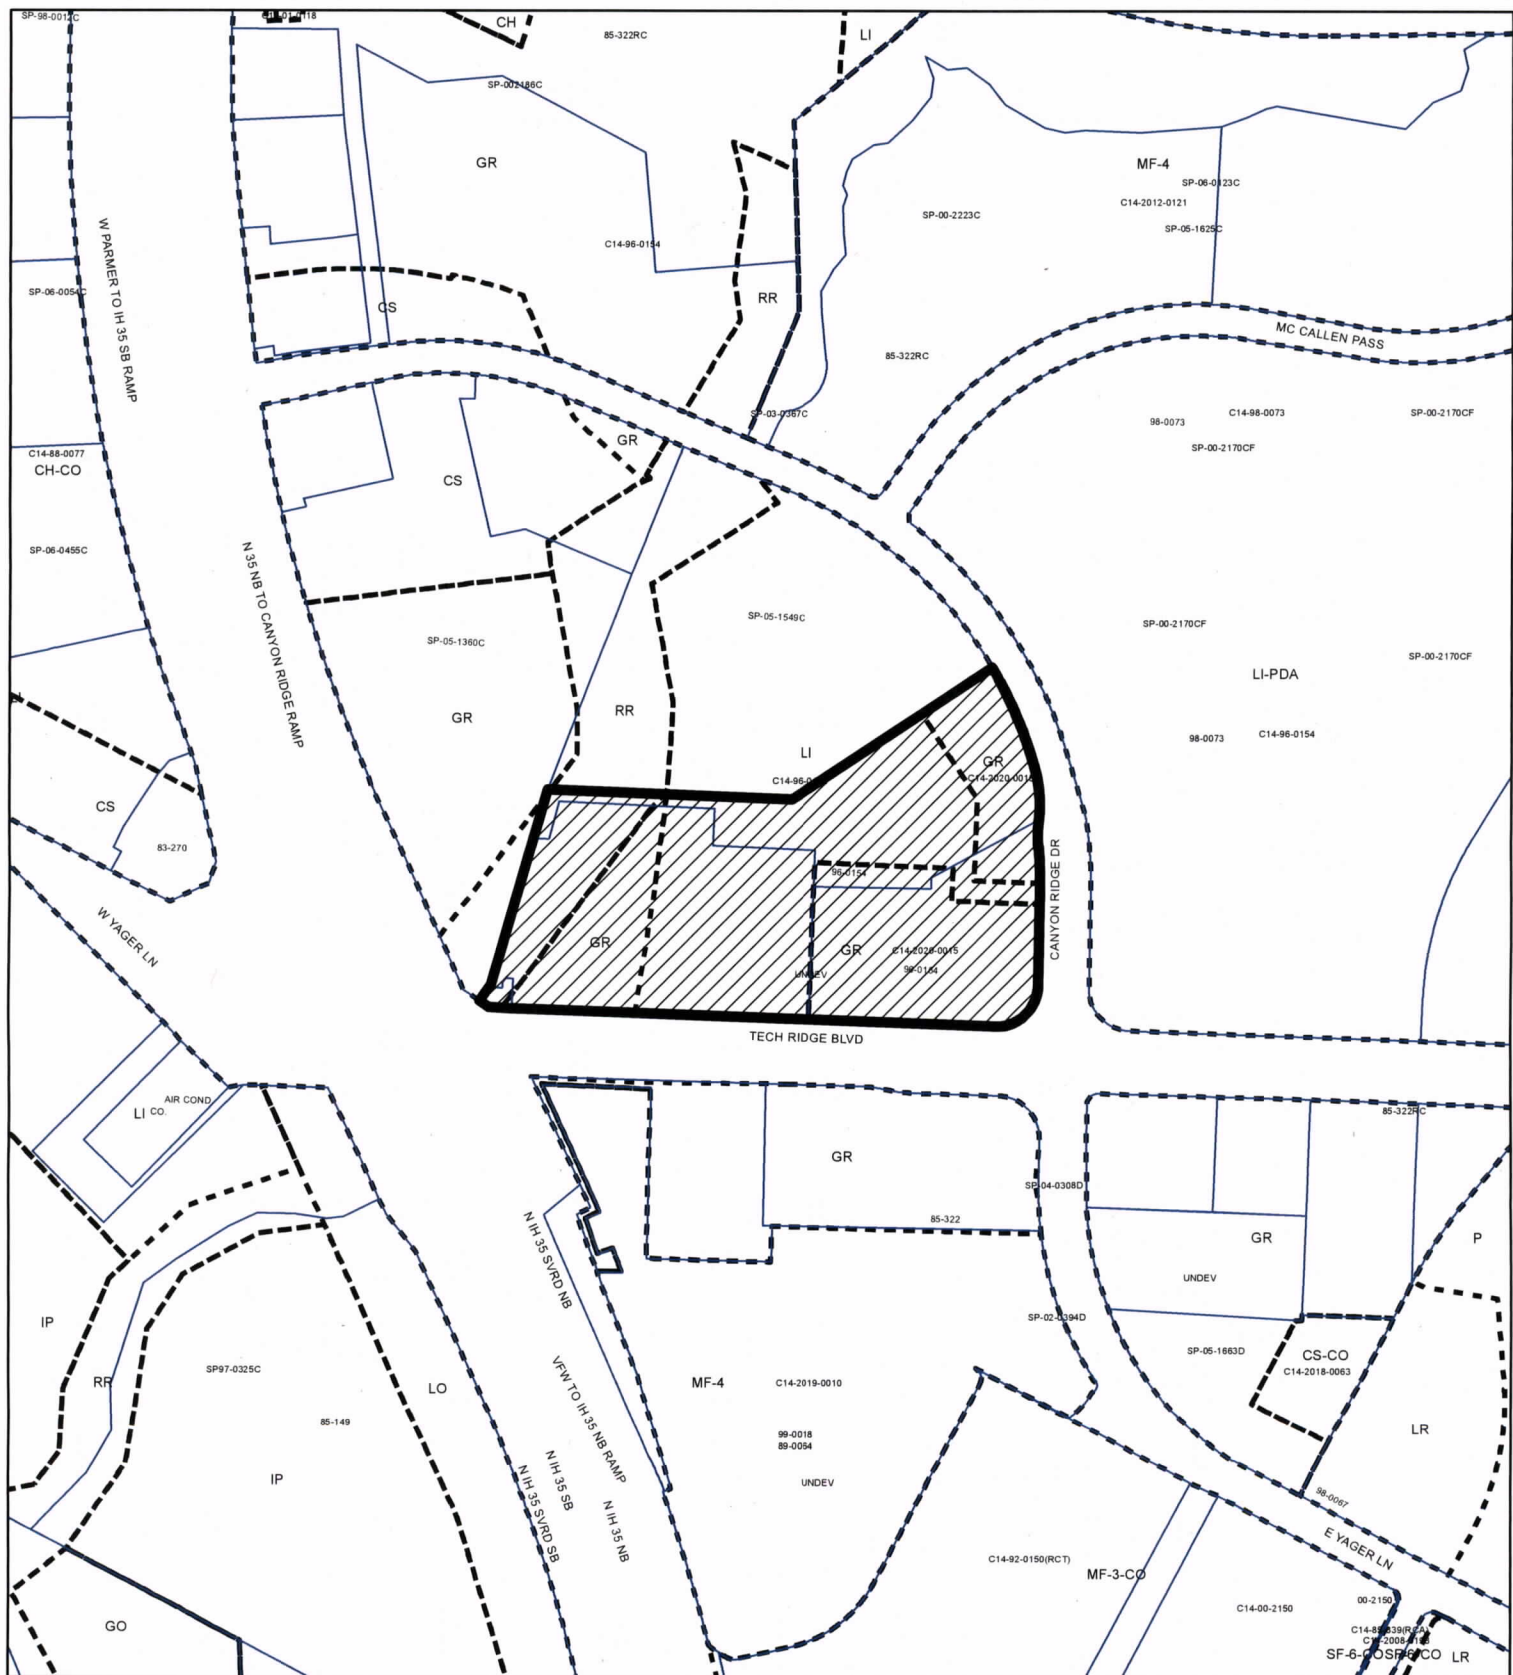 SP-98-0012C
CH
85-322RC
LI
SP-002186C
GR
MF-4
SP-06-0123C
C14-2012-0121
SP-00-2223C
SP-05-1625C
C14-96-0154
W PARMER TO IH 35 SB RAMP
SP-06-0054C
RR
CS
MC CALLEN PASS
85-322RC
SP-03-0367C
98-0073
C14-98-0073
SP-00-2170CF
SP-00-2170CF
GR
C14-88-0077
CH-CO
CS
SP-06-0455C
N 35 NB TO CANYON RIDGE RAMP
SP-05-1549C
SP-00-2170CF
SP-05-1360C
SP-00-2170CF
LI-PDA
RR
GR
98-0073
C14-96-0154
LI
C14-96-0
GR
C14-2020-0015
CS
83-270
96-0154
CANYON RIDGE DR
W YAGER LN
GR
GR
C14-2020-0015
UNDEV
TECH RIDGE BLVD
AIR COND
LI CO.
85-322RC
GR
SP-04-0308D
85-322
N IH 35 SVRD NB
GR
P
UNDEV
IP
SP-02-0394D
SP-05-1663D
CS-CO
C14-2018-0063
RR
SP97-0325C
LO
VFW TO IH 35 NB RAMP
MF-4
C14-2019-0010
85-149
99-0018
89-0054
LR
IP
N IH 35 SB
N IH 35 SVRD SB
UNDEV
N IH 35 NB
98-0067
E YAGER LN
C14-92-0150(RCT)
MF-3-CO
C14-00-2150
00-2150
GO
LR